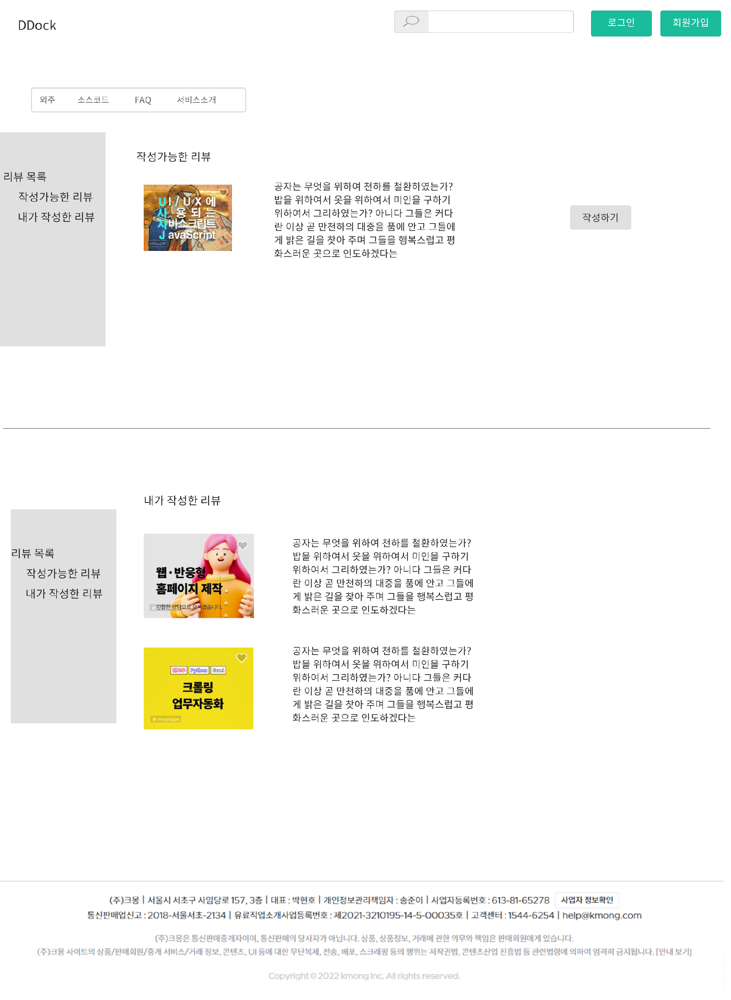 DDock
로그인
회원가입
외주 소스코드 FAQ 서비스소개
작성가능한 리뷰
리뷰 목록
작성가능한 리뷰
내가 작성한 리뷰
UI/UX에
사용되는
자바스크립트
JavaScript
+PlusUP
공자는 무엇을 위하여 천하를 철환하였는가?
밥을 위하여서 옷을 위하여서 미인을 구하기
위하여서 그리하였는가? 아니다 그들은 커다
란 이상 곧 만천하의 대중을 품에 안고 그들에
게 밝은 길을 찾아 주며 그들을 행복스럽고 평
화스러운 곳으로 인도하겠다는
작성하기
내가 작성한 리뷰
리뷰 목록
작성가능한 리뷰
내가 작성한 리뷰
웹·반응형
홈페이지 제작
친절한 상담으로 모시겠습니다.
공자는 무엇을 위하여 천하를 철환하였는가?
밥을 위하여서 옷을 위하여서 미인을 구하기
위하여서 그리하였는가? 아니다 그들은 커다
란 이상 곧 만천하의 대중을 품에 안고 그들에
게 밝은 길을 찾아 주며 그들을 행복스럽고 평
화스러운 곳으로 인도하겠다는
윈도우 Python Excel
크롤링
업무자동화
★Premium
공자는 무엇을 위하여 천하를 철환하였는가?
밥을 위하여서 옷을 위하여서 미인을 구하기
위하여서 그리하였는가? 아니다 그들은 커다
란 이상 곧 만천하의 대중을 품에 안고 그들에
게 밝은 길을 찾아 주며 그들을 행복스럽고 평
화스러운 곳으로 인도하겠다는
(주)크몽 | 서울시 서초구 사임당로 157, 3층 | 대표 : 박현호 | 개인정보관리책임자 : 송준이 | 사업자등록번호 : 613-81-65278 사업자 정보확인
통신판매업신고 : 2018-서울서초-2134 | 유료직업소개사업등록번호 : 제2021-3210195-14-5-00035호 | 고객센터 : 1544-6254 | help@kmong.com
(주)크몽은 통신판매중개자이며, 통신판매의 당사자가 아닙니다. 상품, 상품정보, 거래에 관한 의무와 책임은 판매회원에게 있습니다.
(주)크몽 사이트의 상품/판매회원/중개 서비스/거래 정보, 콘텐츠, UI 등에 대한 무단복제, 전송, 배포, 스크래핑 등의 행위는 저작권법, 콘텐츠산업 진흥법 등 관련법령에 의하여 엄격히 금지됩니다. [안내 보기]
Copyright © 2022 kmong Inc. All rights reserved.